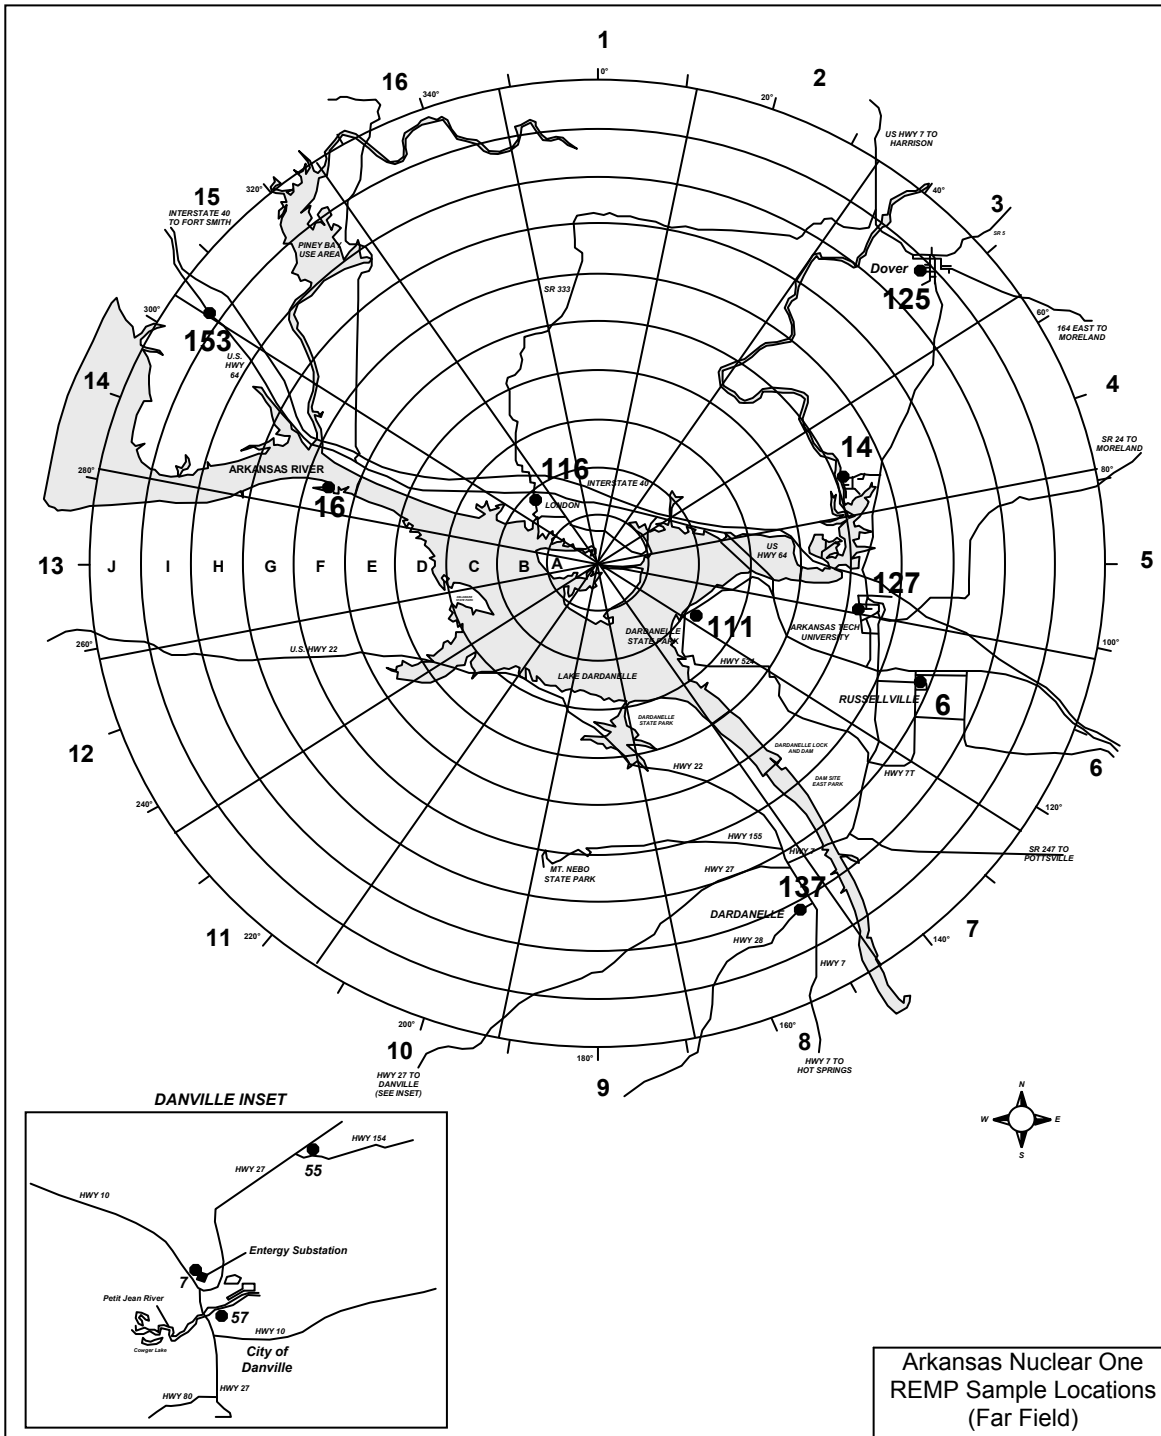 1
0°
16
340°
2
20°
US HWY 7 TO
HARRISON
15
320°
INTERSTATE 40
TO FORT SMITH
40°
3
SR 5
PINEY BAY
USE AREA
Dover
125
SR 333
300°
153
60°
164 EAST TO
MORELAND
U.S.
HWY
64
14
4
SR 24 TO
MORELAND
14
280°
ARKANSAS RIVER
116
80°
16
INTERSTATE 40
LONDON
US
HWY 64
13
J
I
H
G
F
E
D
C
B
A
5
127
DARDANELLE
STATE PARK
111
ARKANSAS TECH
UNIVERSITY
260°
U.S. HWY 22
100°
HWY 524
LAKE DARDANELLE
RUSSELLVILLE
6
DARDANELLE
STATE PARK
12
DARDANELLE LOCK
AND DAM
6
HWY 22
HWY 7T
DAM SITE
EAST PARK
240°
120°
HWY 155
HWY 7
SR 247 TO
POTTSVILLE
MT. NEBO
STATE PARK
HWY 27
137
DARDANELLE
11
220°
HWY 28
7
140°
HWY 7
200°
160°
10
180°
8
HWY 27 TO
DANVILLE
(SEE INSET)
9
HWY 7 TO
HOT SPRINGS
DANVILLE INSET
N
W
E
S
HWY 154
55
HWY 27
HWY 10
Entergy Substation
7
Petit Jean River
57
HWY 10
Cowger Lake
City of
Danville
HWY 80
HWY 27
Arkansas Nuclear One
REMP Sample Locations
(Far Field)